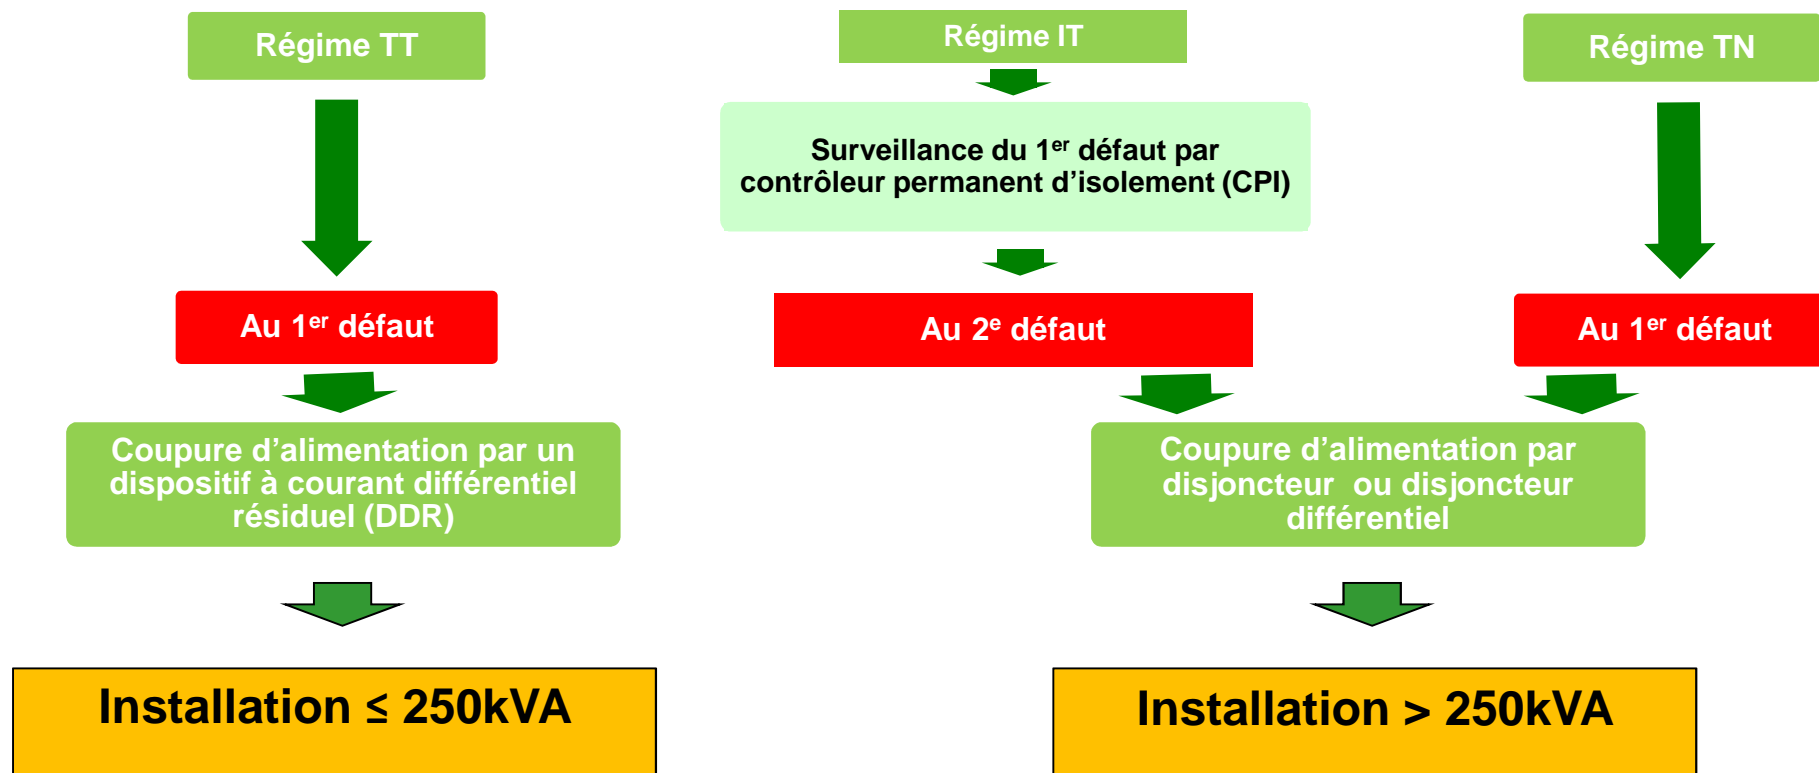 Régime TT
Régime IT
Régime TN
Surveillance du 1er défaut par
contrôleur permanent d’isolement (CPI)
Au 1er défaut
Au 2e défaut
Au 1er défaut
Coupure d’alimentation par un
dispositif à courant différentiel
résiduel (DDR)
Coupure d’alimentation par
disjoncteur  ou disjoncteur
différentiel
Installation ≤ 250kVA
Installation > 250kVA